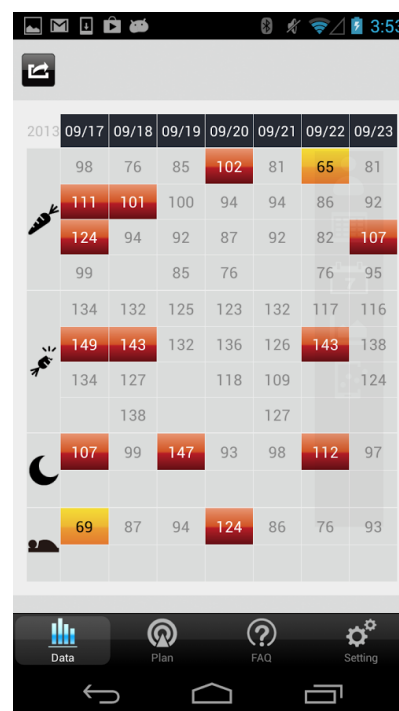 3:53
2013 09/17 09/18 09/19 09/20 09/21 09/22 09/23
98 76 85 102 81 65 81
111 101 100 94 94 86 92
124 94 92 87 92 82 107
99 85 76 76 95
134 132 125 123 132 117 116
149 143 132 136 126 143 138
134 127 118 109 124
138 127
107 99 147 93 98 112 97
69 87 94 124 86 76 93
Data Plan FAQ Setting